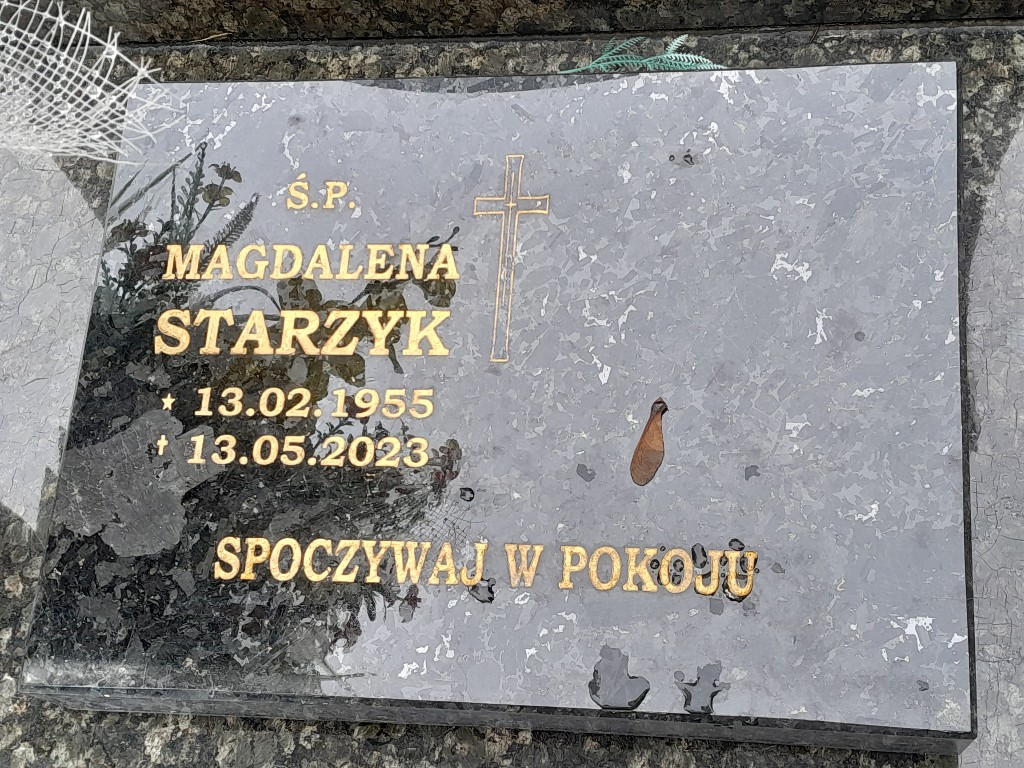 Ś.P.
MAGDALENA
STARZYK
* 13.02.1955
† 13.05.2023
SPOCZYWAJ W POKOJU